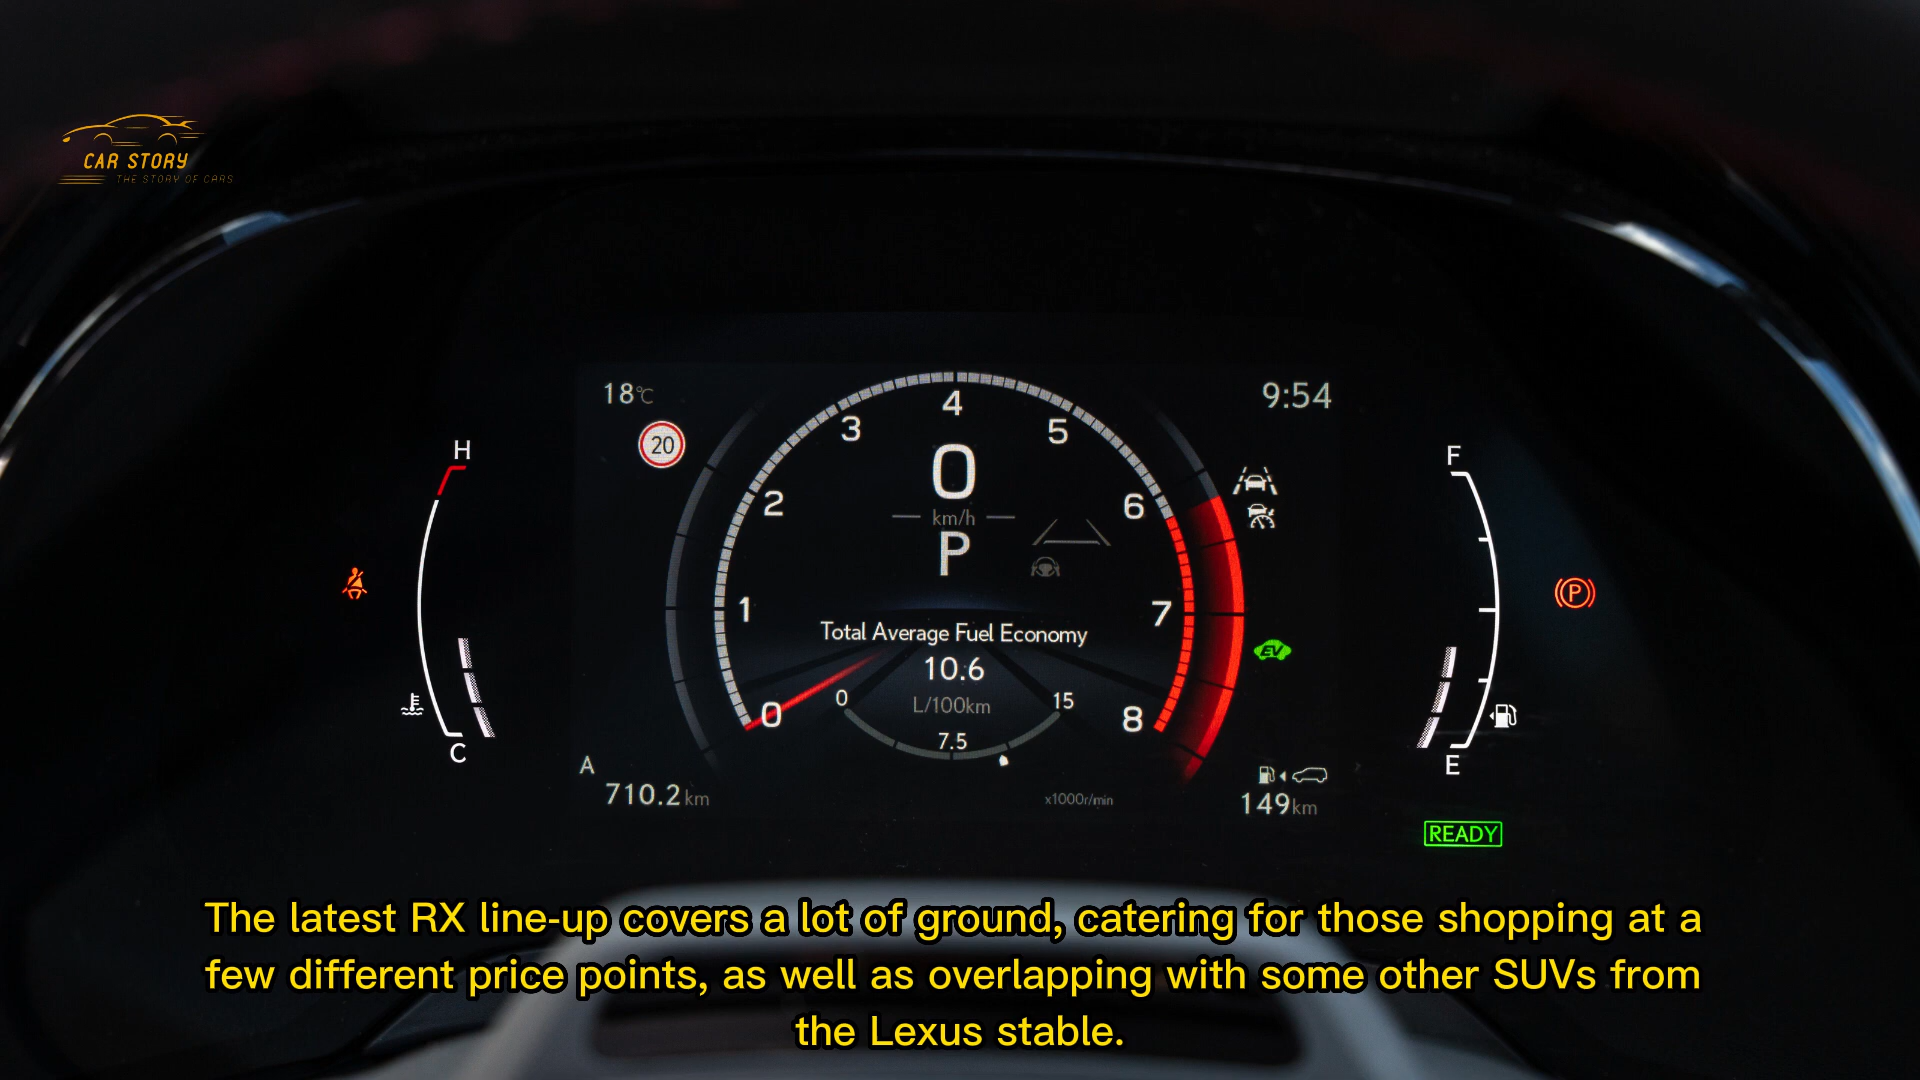 CAR STORY
THE STORY OF CARS
18°C
9:54
20
H
F
4
3
5
0
2
6
km/h
P
P
1
7
Total Average Fuel Economy
EV
10.6
0
15
L/100km
0
8
7.5
C
A
E
710.2 km
x1000r/min
149km
READY
The latest RX line-up covers a lot of ground, catering for those shopping at a
few different price points, as well as overlapping with some other SUVs from
the Lexus stable.